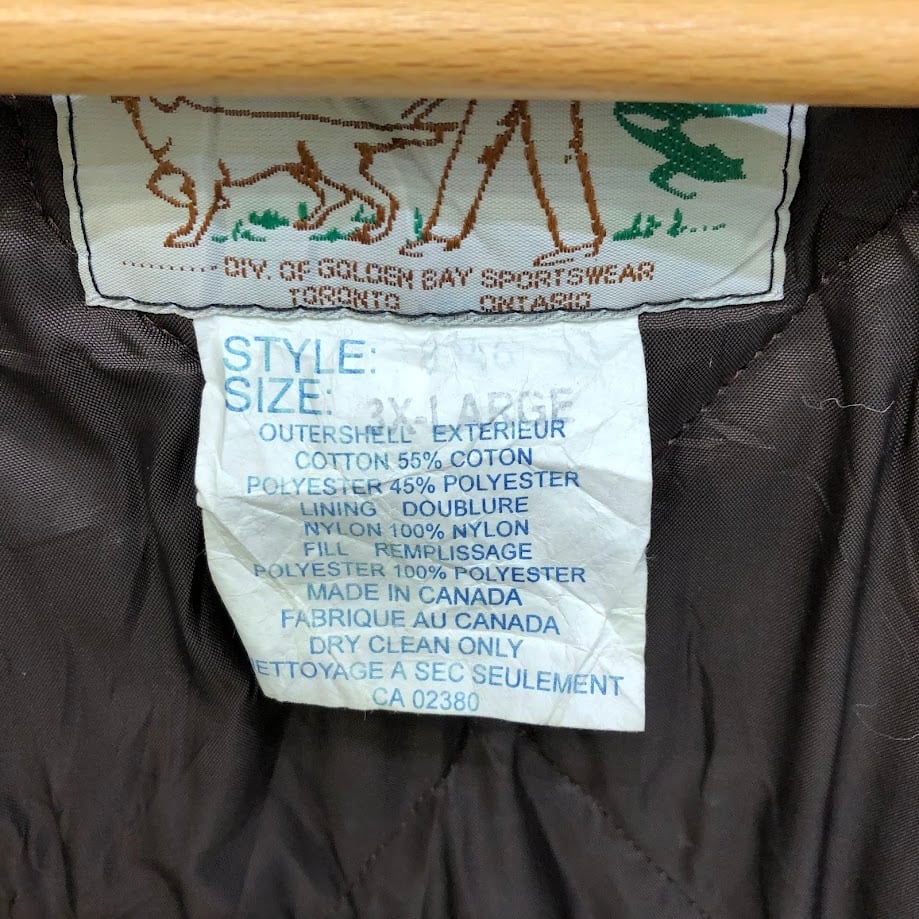 .......... DIV. OF GOLDEN BAY SPORTSWEAR
TORONTO ONTARIO
STYLE:
SIZE: 3X-LARGE
OUTERSHELL EXTERIEUR
COTTON 55% COTON
POLYESTER 45% POLYESTER
LINING DOUBLURE
NYLON 100% NYLON
FILL REMPLISSAGE
POLYESTER 100% POLYESTER
MADE IN CANADA
FABRIQUE AU CANADA
DRY CLEAN ONLY
ETTOYAGE A SEC SEULEMENT
CA 02380